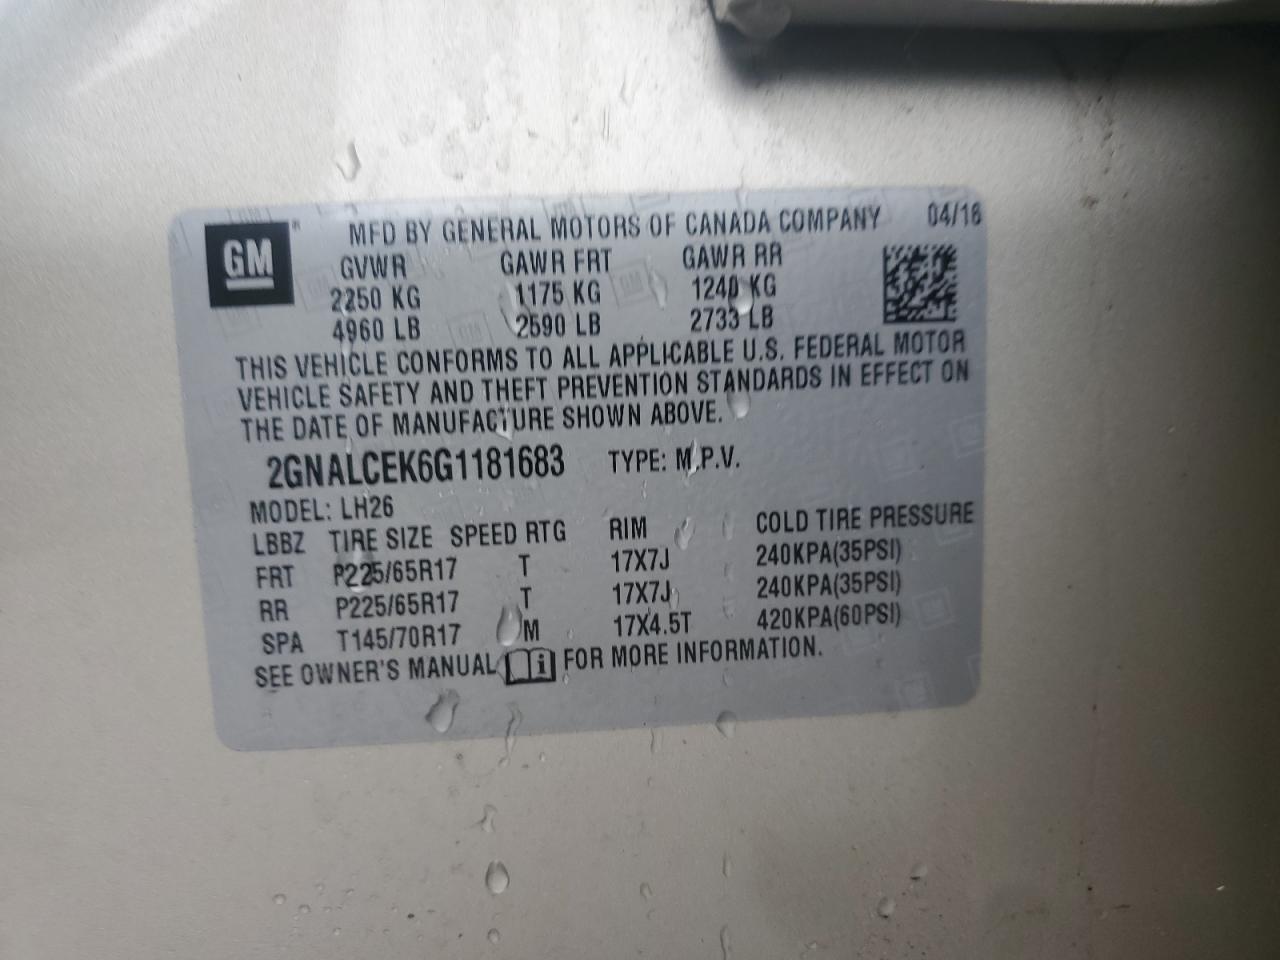 GM MFD BY GENERAL MOTORS OF CANADA COMPANY 04/16
GVWR GAWR FRT GAWR RR
2250 KG 1175 KG 1240 KG
4960 LB 2590 LB 2733 LB
THIS VEHICLE CONFORMS TO ALL APPLICABLE U.S. FEDERAL MOTOR
VEHICLE SAFETY AND THEFT PREVENTION STANDARDS IN EFFECT ON
THE DATE OF MANUFACTURE SHOWN ABOVE.
2GNALCEK6G1181683 TYPE: M.P.V.
MODEL: LH26
LBBZ TIRE SIZE SPEED RTG RIM COLD TIRE PRESSURE
FRT P225/65R17 T 17X7J 240KPA(35PSI)
RR P225/65R17 T 17X7J 240KPA(35PSI)
SPA T145/70R17 M 17X4.5T 420KPA(60PSI)
SEE OWNER'S MANUAL FOR MORE INFORMATION.